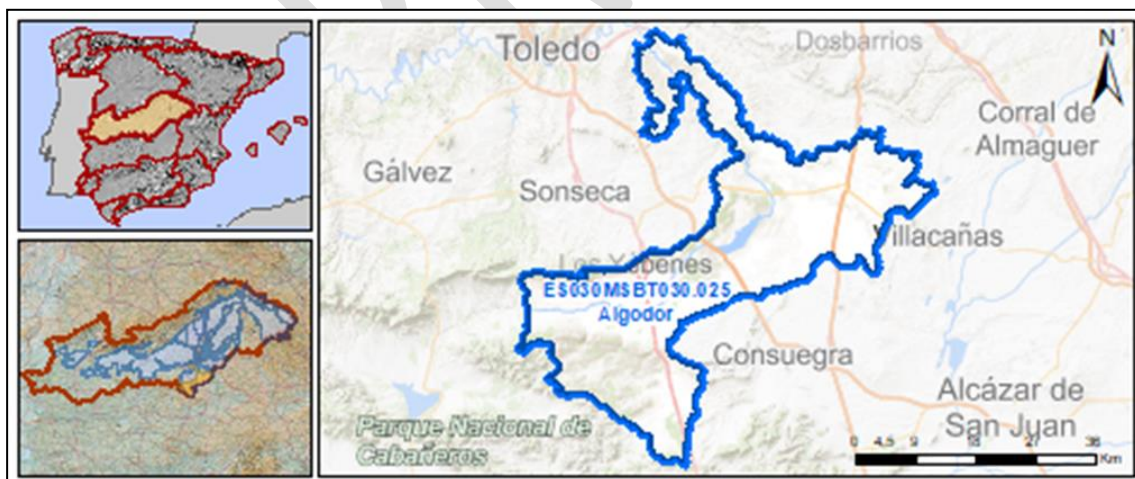 Toledo
Dosbarrios
N
Corral de
Almaguer
Gálvez
Sonseca
Villacañas
Los Yébenes
ES030MSBT030.025
Algodor
Consuegra
Alcázar de
San Juan
Parque Nacional de
Cabañeros
0 4,5 9 18 27 36
Km